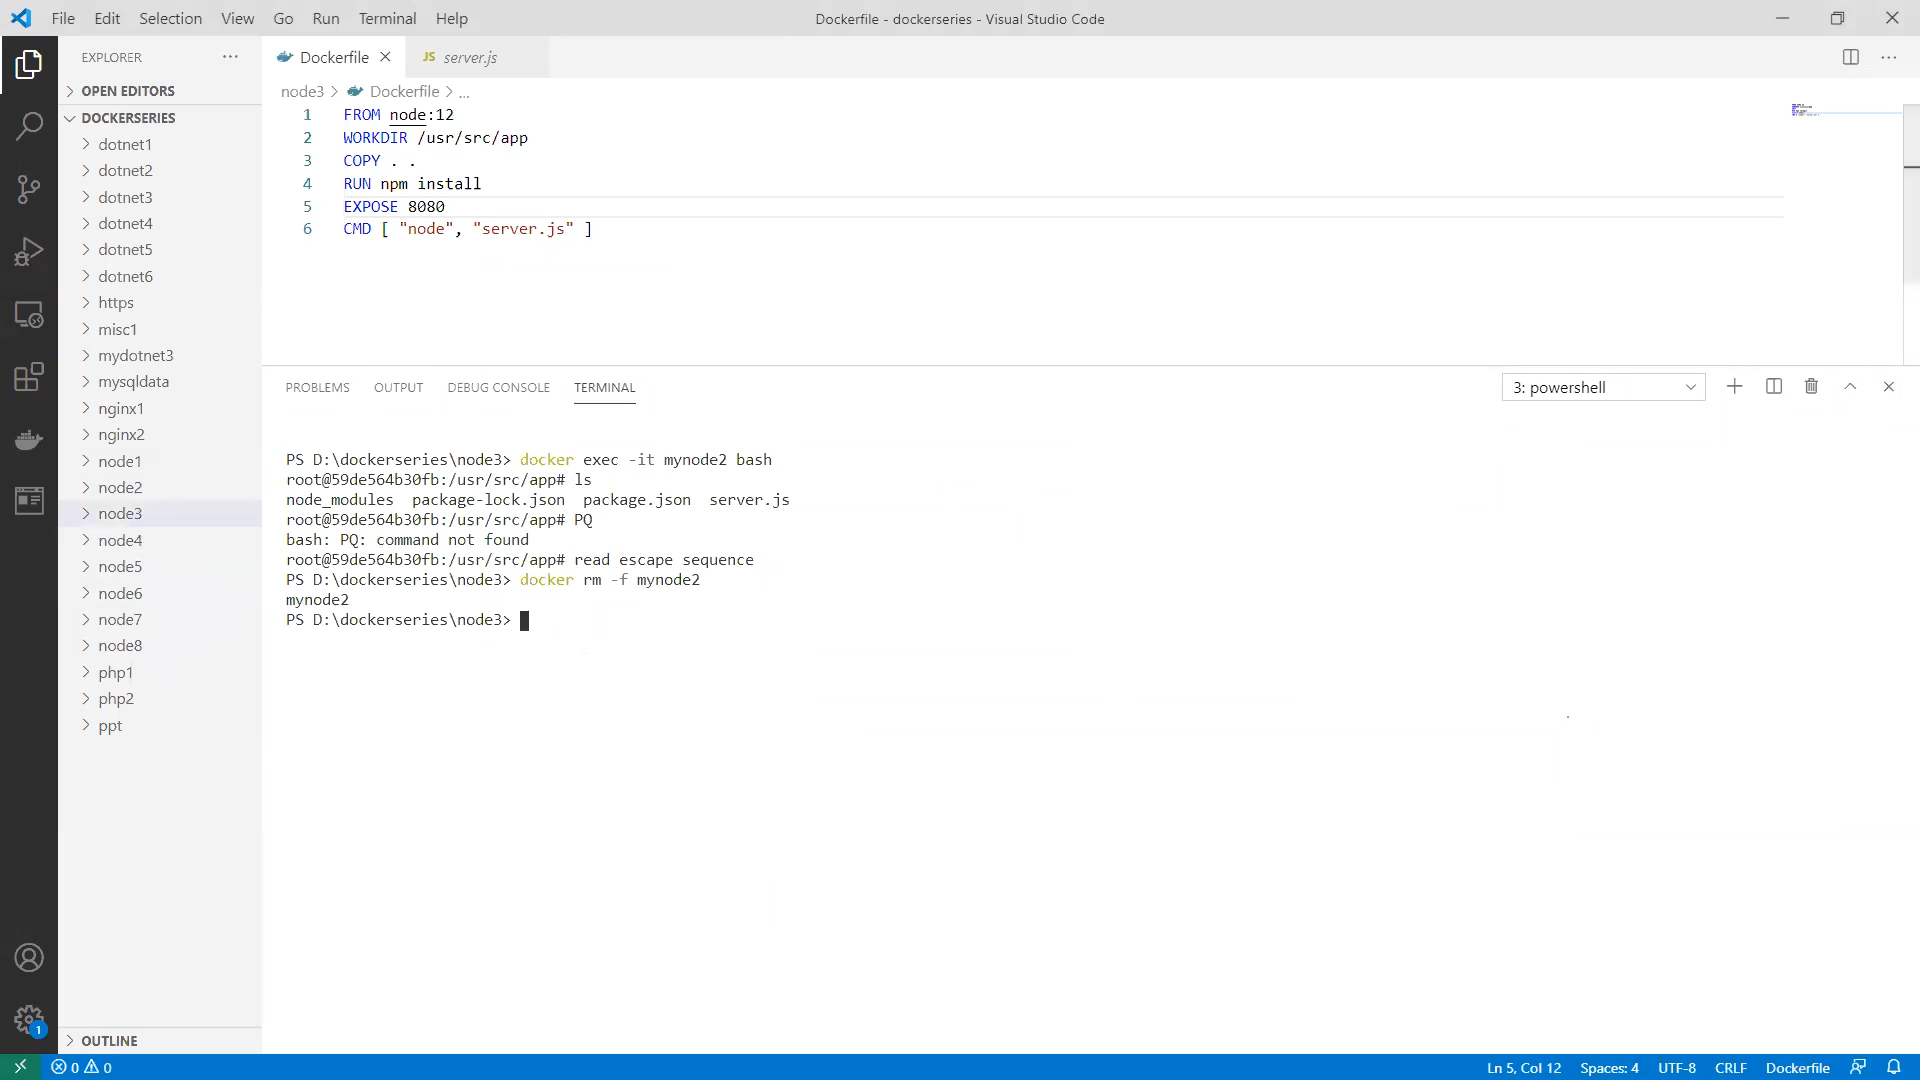 File Edit Selection View Go Run Terminal Help
Dockerfile - dockerseries - Visual Studio Code
EXPLORER
OPEN EDITORS
DOCKERSERIES
dotnet1
dotnet2
dotnet3
dotnet4
dotnet5
dotnet6
https
misc1
mydotnet3
mysqldata
nginx1
nginx2
node1
node2
node3
node4
node5
node6
node7
node8
php1
php2
ppt
OUTLINE
Dockerfile
JS server.js
node3 > Dockerfile > ...
1 FROM node:12
2 WORKDIR /usr/src/app
3 COPY . .
4 RUN npm install
5 EXPOSE 8080
6 CMD [ "node", "server.js" ]
PROBLEMS OUTPUT DEBUG CONSOLE TERMINAL
3: powershell
PS D:\dockerseries\node3> docker exec -it mynode2 bash
root@59de564b30fb:/usr/src/app# ls
node_modules  package-lock.json  package.json  server.js
root@59de564b30fb:/usr/src/app# PQ
bash: PQ: command not found
root@59de564b30fb:/usr/src/app# read escape sequence
PS D:\dockerseries\node3> docker rm -f mynode2
mynode2
PS D:\dockerseries\node3>
1
0 0
Ln 5, Col 12 Spaces: 4 UTF-8 CRLF Dockerfile